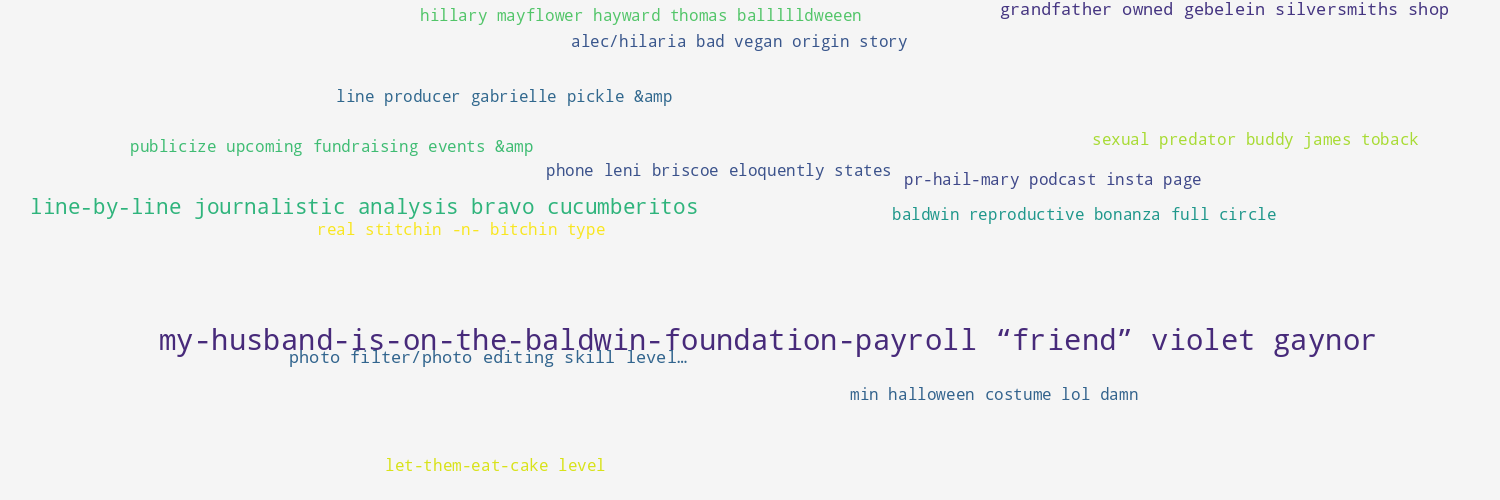 grandfather owned gebelein silversmiths shop
hillary mayflower hayward thomas ballllldweeen
alec/hilaria bad vegan origin story
line producer gabrielle pickle &amp
sexual predator buddy james toback
publicize upcoming fundraising events &amp
phone leni briscoe eloquently states
pr-hail-mary podcast insta page
line-by-line journalistic analysis bravo cucumberitos
baldwin reproductive bonanza full circle
real stitchin -n- bitchin type
my-husband-is-on-the-baldwin-foundation-payroll “friend” violet gaynor
photo filter/photo editing skill level…
min halloween costume lol damn
let-them-eat-cake level